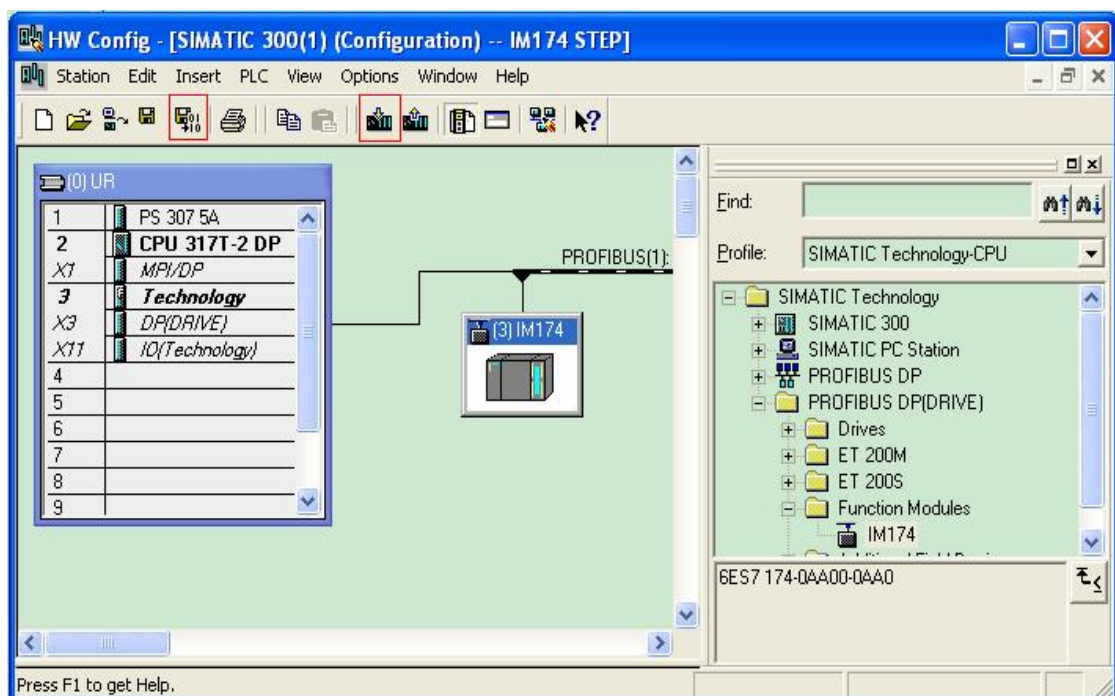 HW Config - [SIMATIC 300(1) (Configuration) -- IM174 STEP]
Station Edit Insert PLC View Options Window Help
(0) UR
1 PS 307 5A
2 CPU 317T-2 DP
X1 MPI/DP
3 Technology
X3 DP(DRIVE)
X11 IO(Technology)
4
5
6
7
8
9
PROFIBUS(1):
(3) IM174
Find:
Profile: SIMATIC Technology-CPU
SIMATIC Technology
SIMATIC 300
SIMATIC PC Station
PROFIBUS DP
PROFIBUS DP(DRIVE)
Drives
ET 200M
ET 200S
Function Modules
IM174
6ES7 174-0AA00-0AA0
Press F1 to get Help.